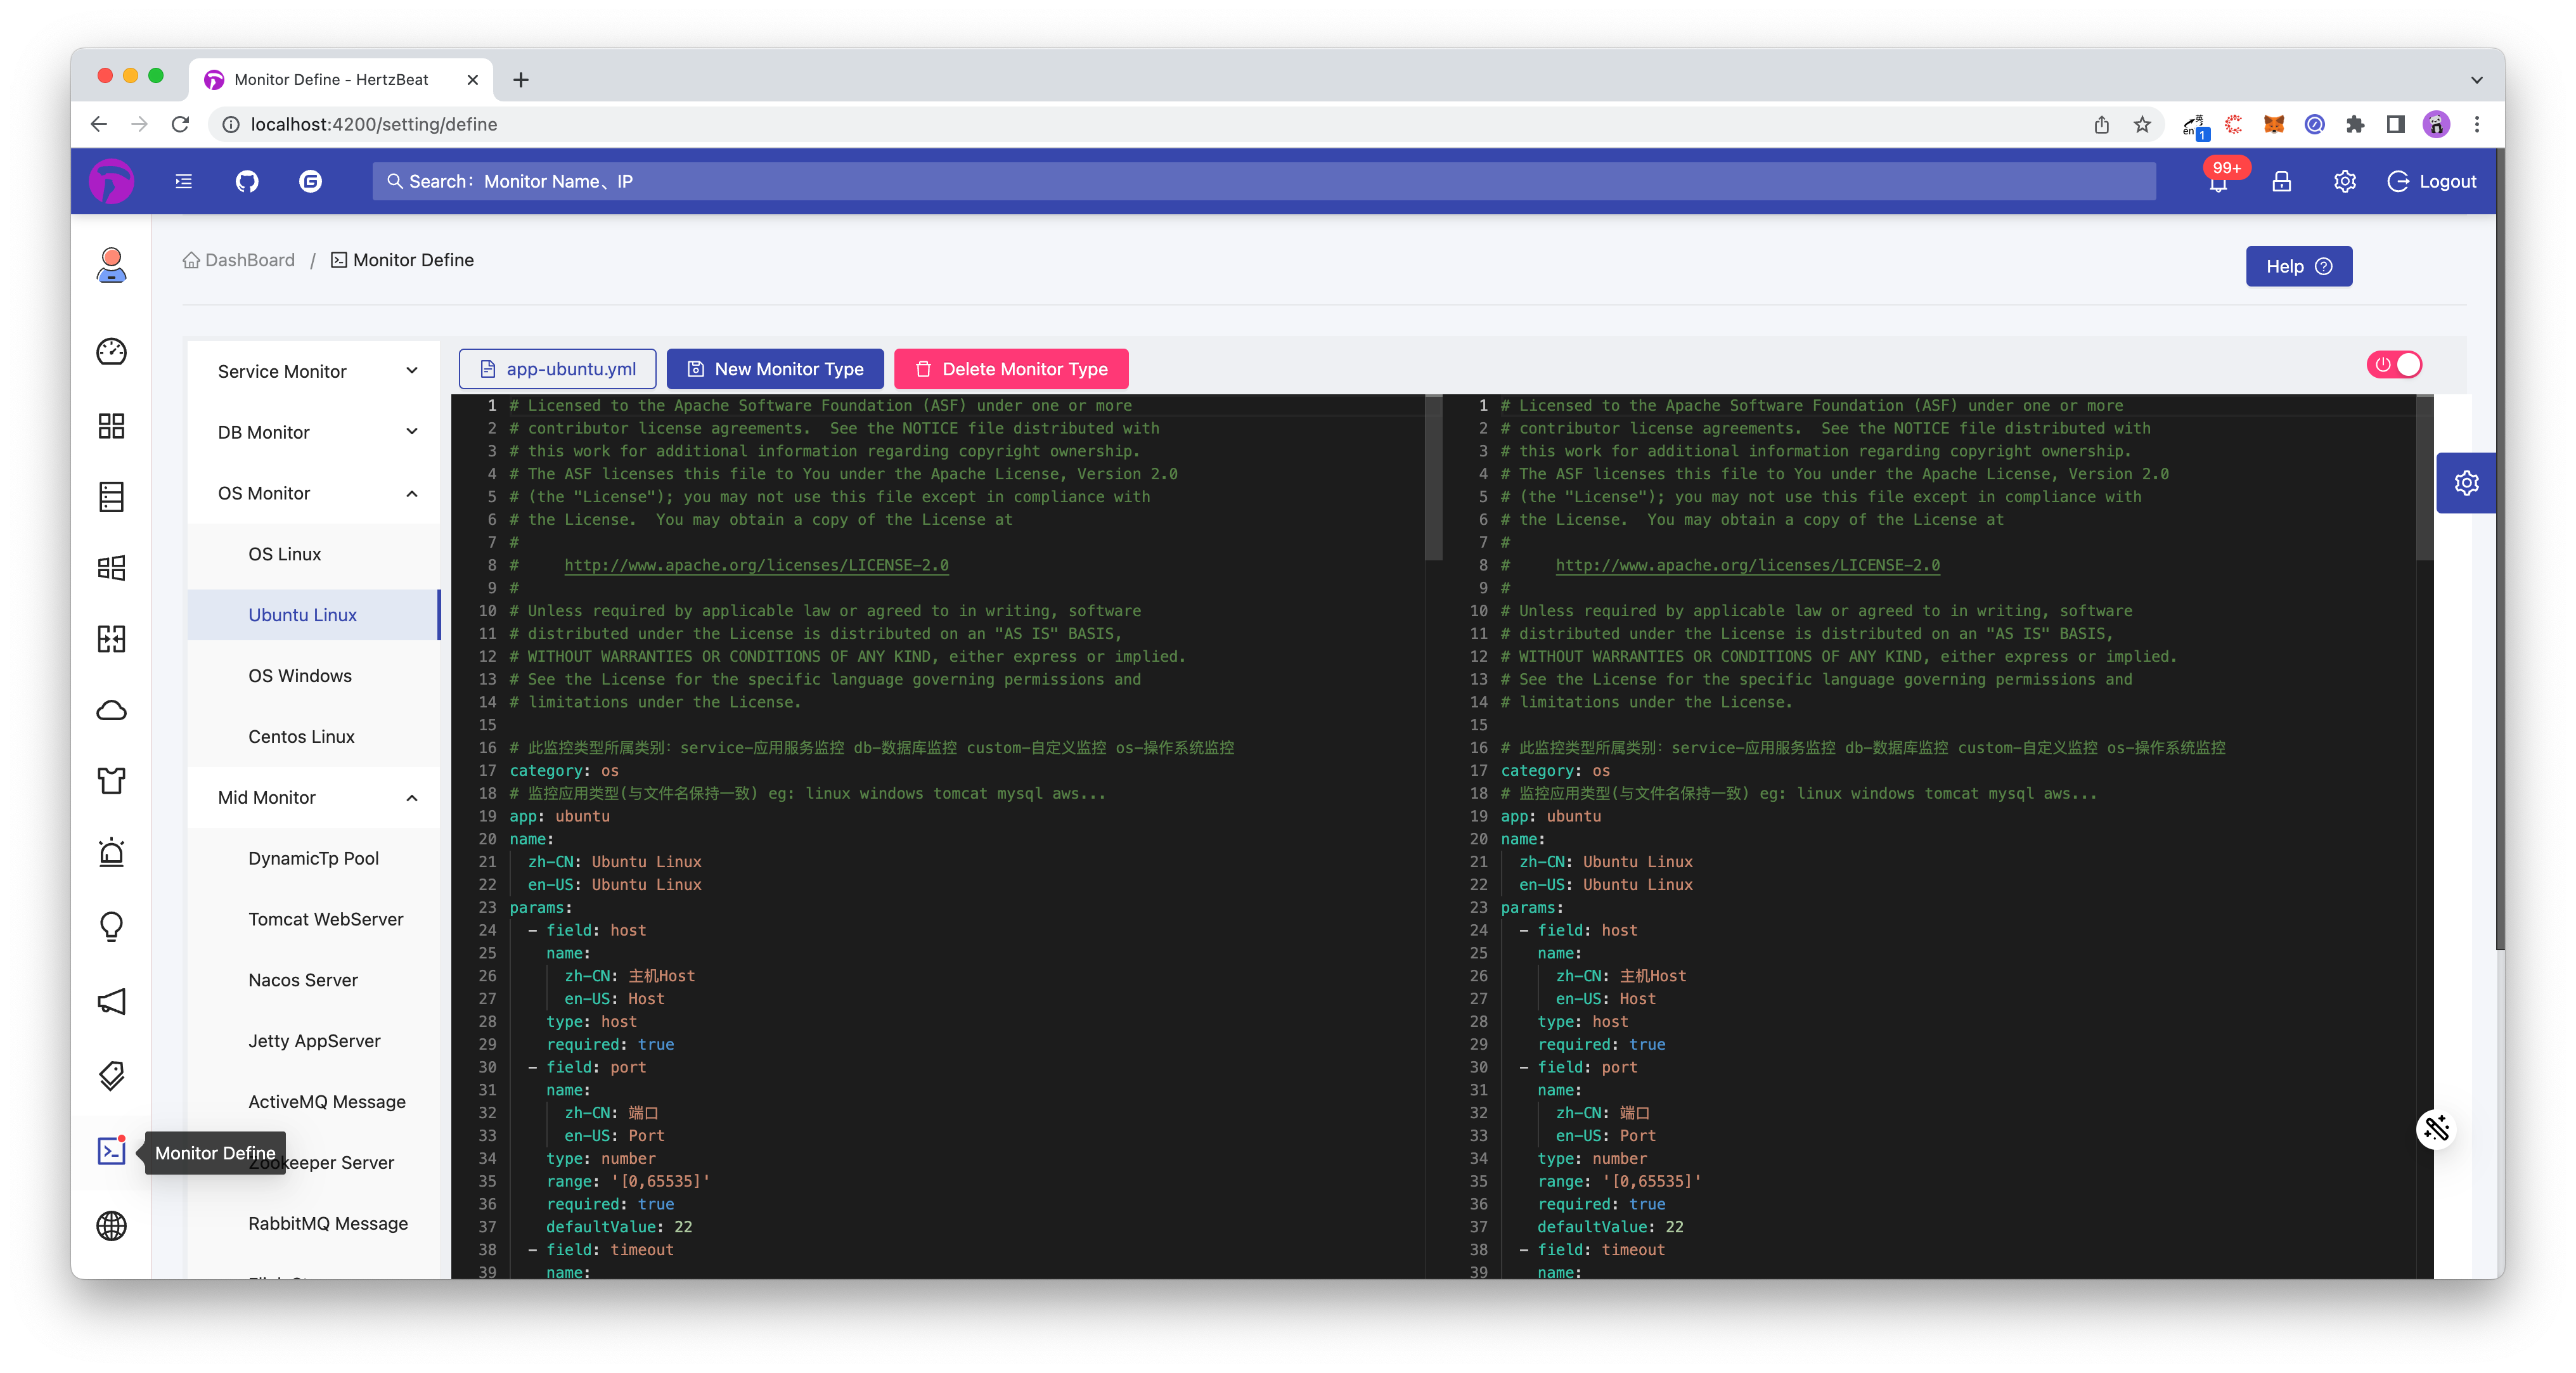 Monitor Define - HertzBeat
localhost:4200/setting/define
英
en
1
Search：Monitor Name、IP
99+
Logout
DashBoard / Monitor Define
Help
Service Monitor
DB Monitor
OS Monitor
OS Linux
Ubuntu Linux
OS Windows
Centos Linux
Mid Monitor
DynamicTp Pool
Tomcat WebServer
Nacos Server
Jetty AppServer
ActiveMQ Message
Monitor Define
Zookeeper Server
RabbitMQ Message
app-ubuntu.yml
New Monitor Type
Delete Monitor Type
1 # Licensed to the Apache Software Foundation (ASF) under one or more
2 # contributor license agreements.  See the NOTICE file distributed with
3 # this work for additional information regarding copyright ownership.
4 # The ASF licenses this file to You under the Apache License, Version 2.0
5 # (the "License"); you may not use this file except in compliance with
6 # the License.  You may obtain a copy of the License at
7 #
8 #     http://www.apache.org/licenses/LICENSE-2.0
9 #
10 # Unless required by applicable law or agreed to in writing, software
11 # distributed under the License is distributed on an "AS IS" BASIS,
12 # WITHOUT WARRANTIES OR CONDITIONS OF ANY KIND, either express or implied.
13 # See the License for the specific language governing permissions and
14 # limitations under the License.
15
16 # 此监控类型所属类别：service-应用服务监控 db-数据库监控 custom-自定义监控 os-操作系统监控
17 category: os
18 # 监控应用类型(与文件名保持一致) eg: linux windows tomcat mysql aws...
19 app: ubuntu
20 name:
21   zh-CN: Ubuntu Linux
22   en-US: Ubuntu Linux
23 params:
24   - field: host
25     name:
26       zh-CN: 主机Host
27       en-US: Host
28     type: host
29     required: true
30   - field: port
31     name:
32       zh-CN: 端口
33       en-US: Port
34     type: number
35     range: '[0,65535]'
36     required: true
37     defaultValue: 22
38   - field: timeout
39     name:
1 # Licensed to the Apache Software Foundation (ASF) under one or more
2 # contributor license agreements.  See the NOTICE file distributed with
3 # this work for additional information regarding copyright ownership.
4 # The ASF licenses this file to You under the Apache License, Version 2.0
5 # (the "License"); you may not use this file except in compliance with
6 # the License.  You may obtain a copy of the License at
7 #
8 #     http://www.apache.org/licenses/LICENSE-2.0
9 #
10 # Unless required by applicable law or agreed to in writing, software
11 # distributed under the License is distributed on an "AS IS" BASIS,
12 # WITHOUT WARRANTIES OR CONDITIONS OF ANY KIND, either express or implied.
13 # See the License for the specific language governing permissions and
14 # limitations under the License.
15
16 # 此监控类型所属类别：service-应用服务监控 db-数据库监控 custom-自定义监控 os-操作系统监控
17 category: os
18 # 监控应用类型(与文件名保持一致) eg: linux windows tomcat mysql aws...
19 app: ubuntu
20 name:
21   zh-CN: Ubuntu Linux
22   en-US: Ubuntu Linux
23 params:
24   - field: host
25     name:
26       zh-CN: 主机Host
27       en-US: Host
28     type: host
29     required: true
30   - field: port
31     name:
32       zh-CN: 端口
33       en-US: Port
34     type: number
35     range: '[0,65535]'
36     required: true
37     defaultValue: 22
38   - field: timeout
39     name: